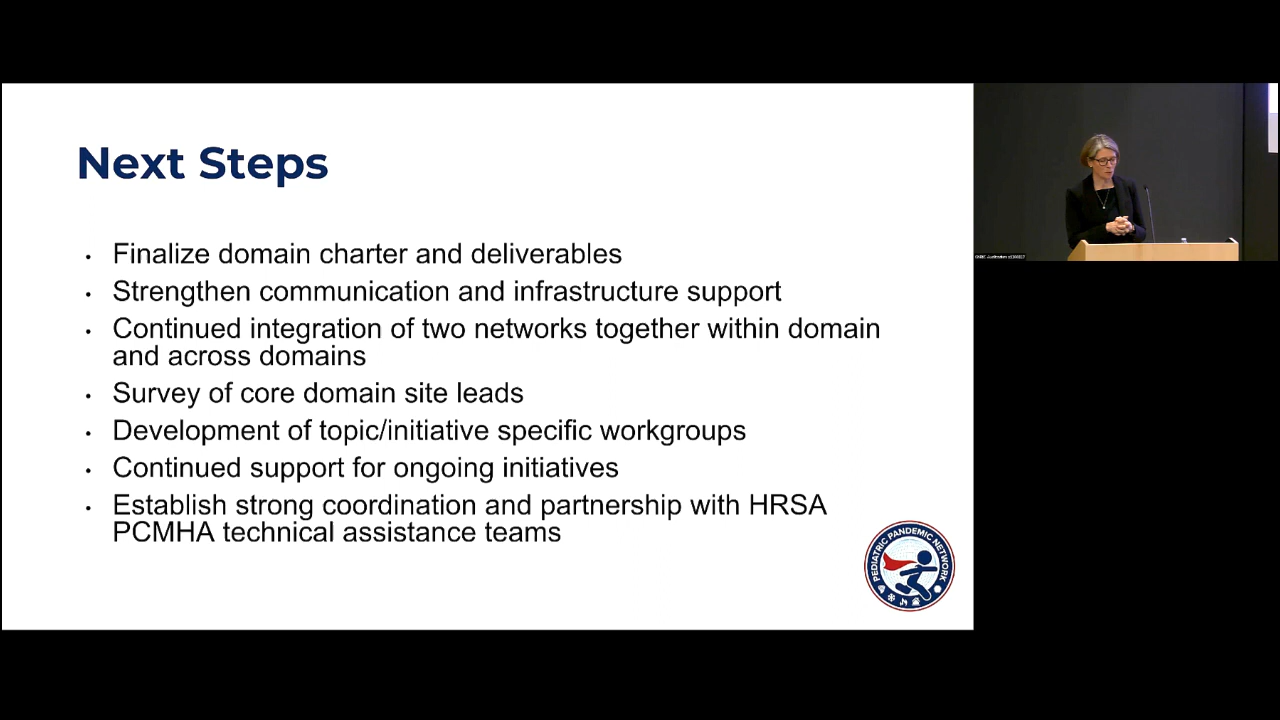 Next Steps
• Finalize domain charter and deliverables
• Strengthen communication and infrastructure support
• Continued integration of two networks together within domain
and across domains
• Survey of core domain site leads
• Development of topic/initiative specific workgroups
• Continued support for ongoing initiatives
• Establish strong coordination and partnership with HRSA
PCMHA technical assistance teams
PEDIATRIC PANDEMIC NETWORK